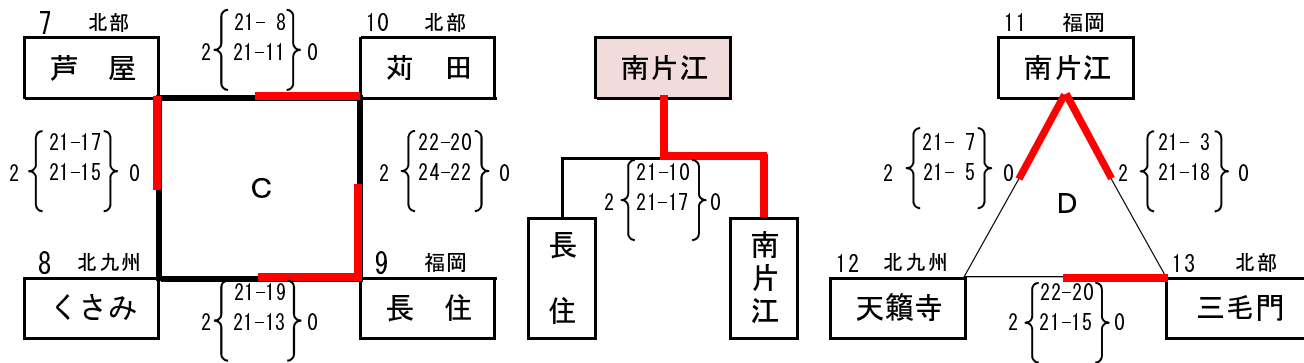 7 北部
芦 屋
2 21- 8 0
21-11
10 北部
苅 田
2 21-17 0
21-15
C
2 22-20 0
24-22
8 北九州
くさみ
2 21-19 0
21-13
9 福岡
長 住
南片江
2 21-10 0
21-17
長 住
南片江
11 福岡
南片江
2 21- 7 0
21- 5
D
2 21- 3 0
21-18
12 北九州
天籟寺
2 22-20 0
21-15
13 北部
三毛門